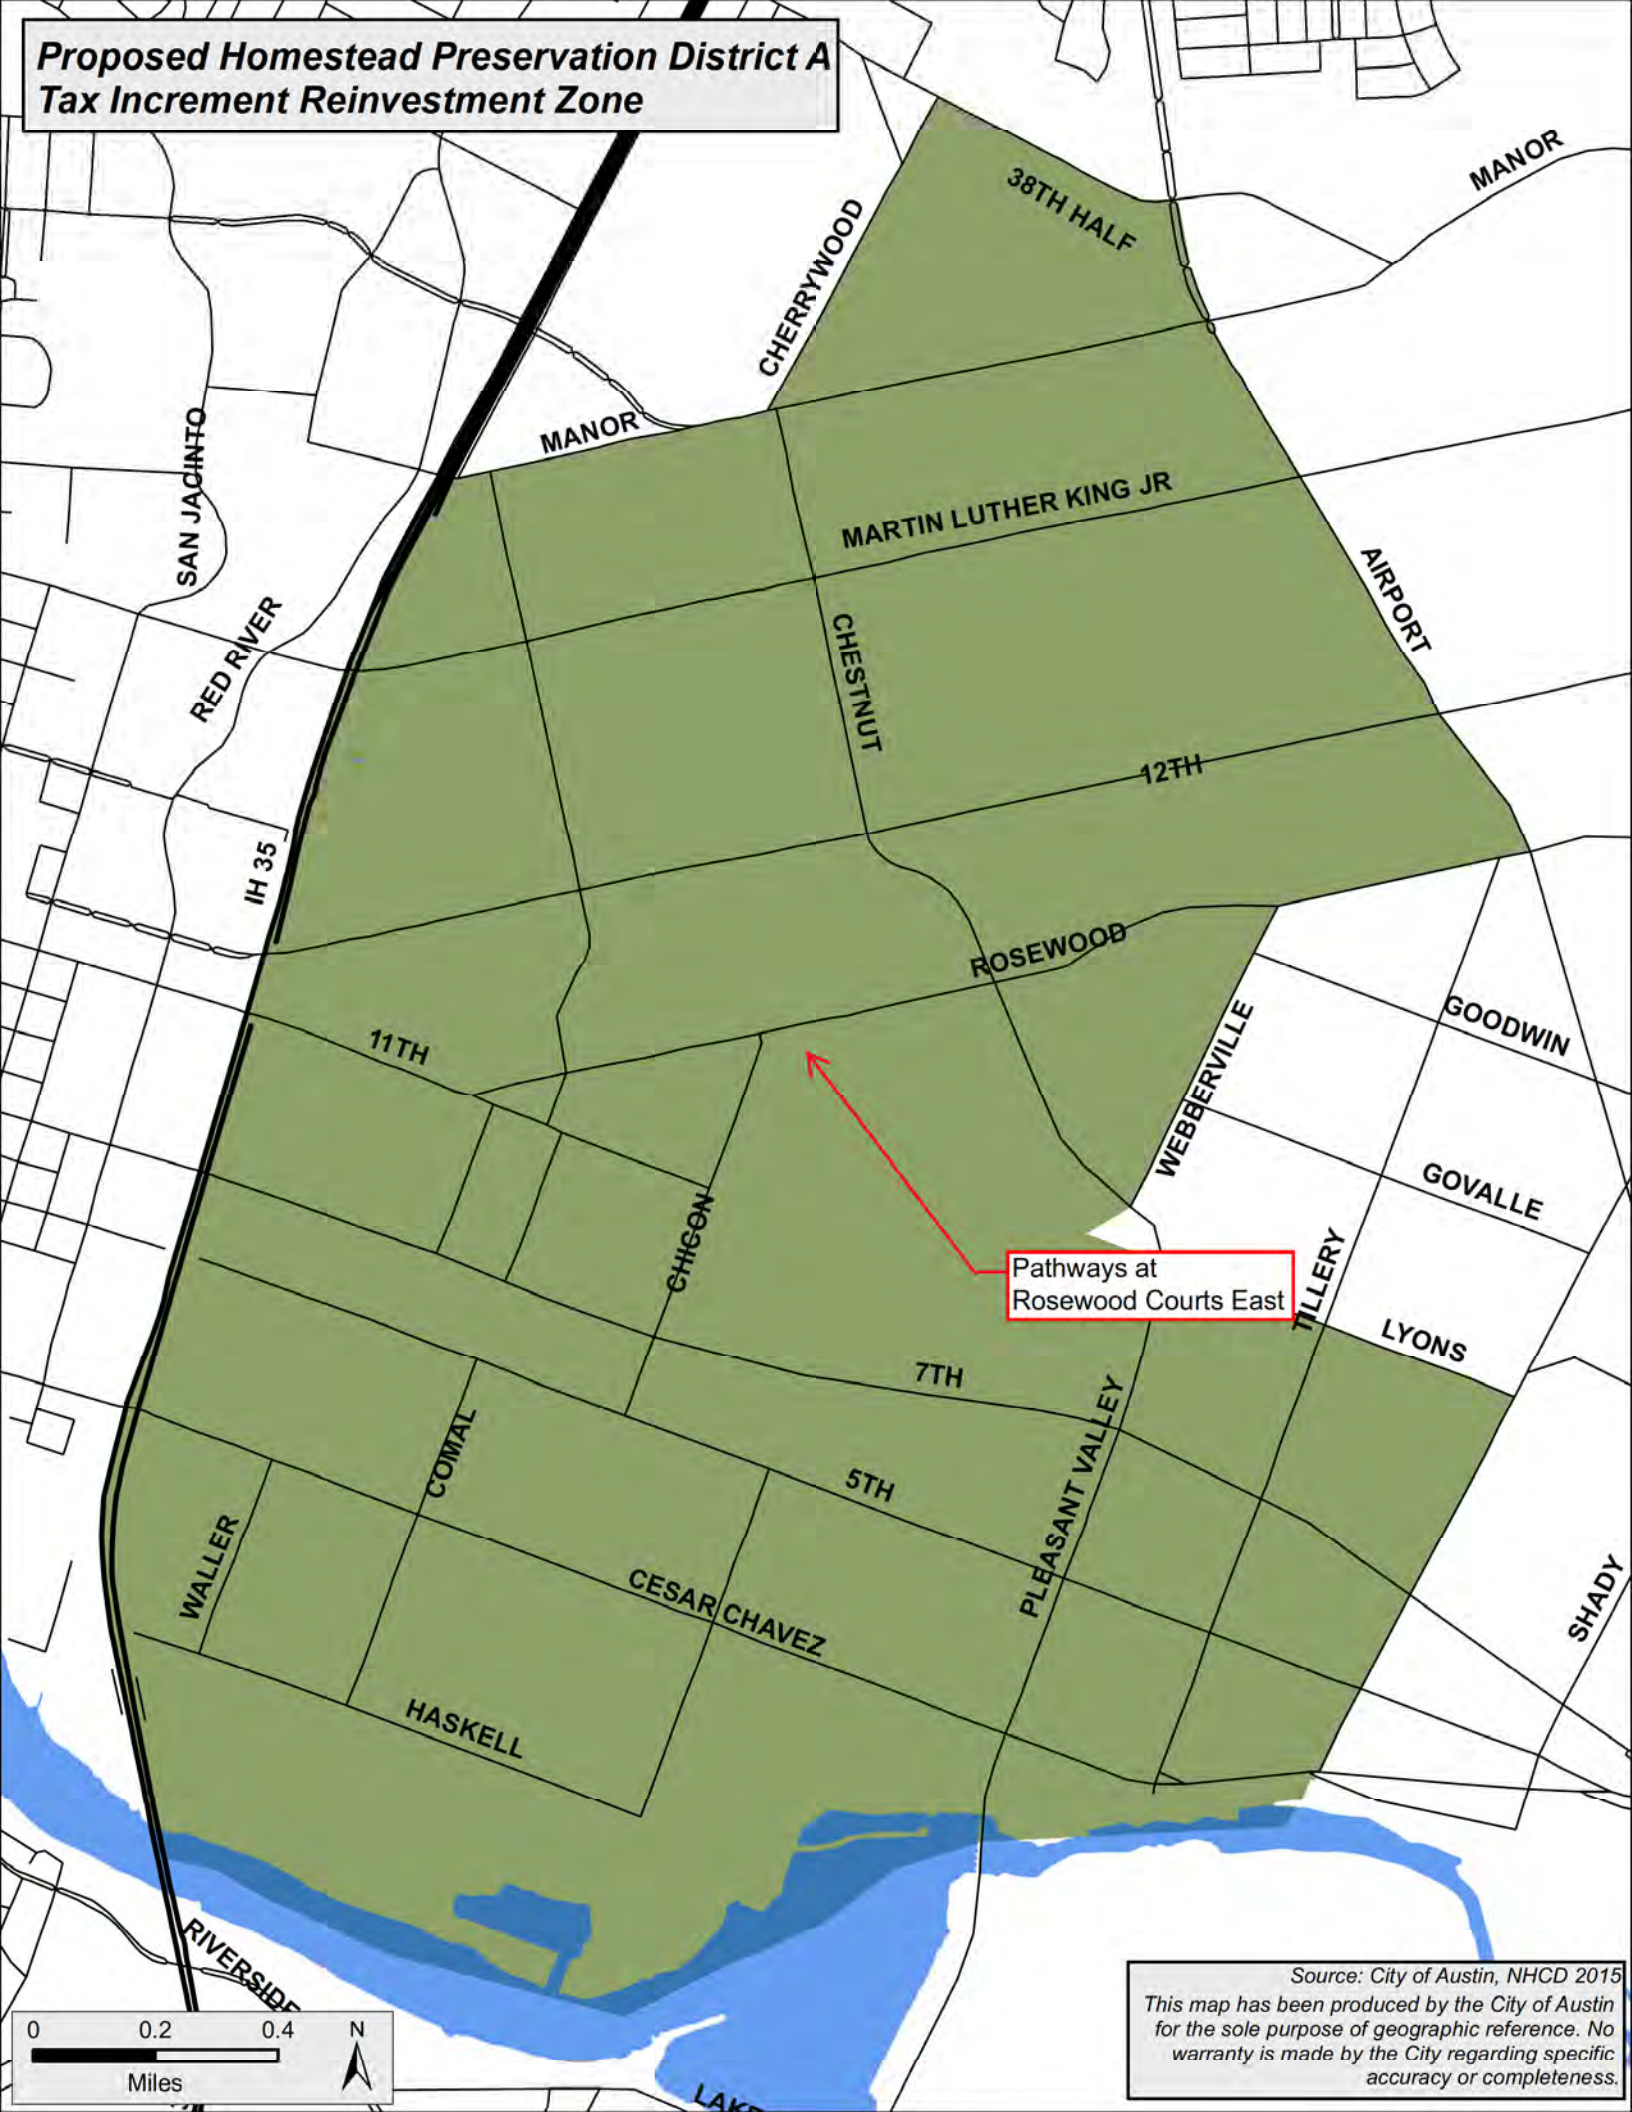 Proposed Homestead Preservation District A
Tax Increment Reinvestment Zone
MANOR
38TH HALF
CHERRYWOOD
MANOR
SAN JACINTO
MARTIN LUTHER KING JR
AIRPORT
RED RIVER
CHESTNUT
12TH
IH 35
ROSEWOOD
GOODWIN
11TH
WEBBERVILLE
GOVALLE
CHICON
Pathways at
Rosewood Courts East
TILLERY
LYONS
7TH
PLEASANT VALLEY
COMAL
5TH
WALLER
CESAR CHAVEZ
SHADY
HASKELL
RIVERSIDE
Source: City of Austin, NHCD 2015
This map has been produced by the City of Austin
for the sole purpose of geographic reference. No
warranty is made by the City regarding specific
accuracy or completeness.
0 0.2 0.4 N
Miles